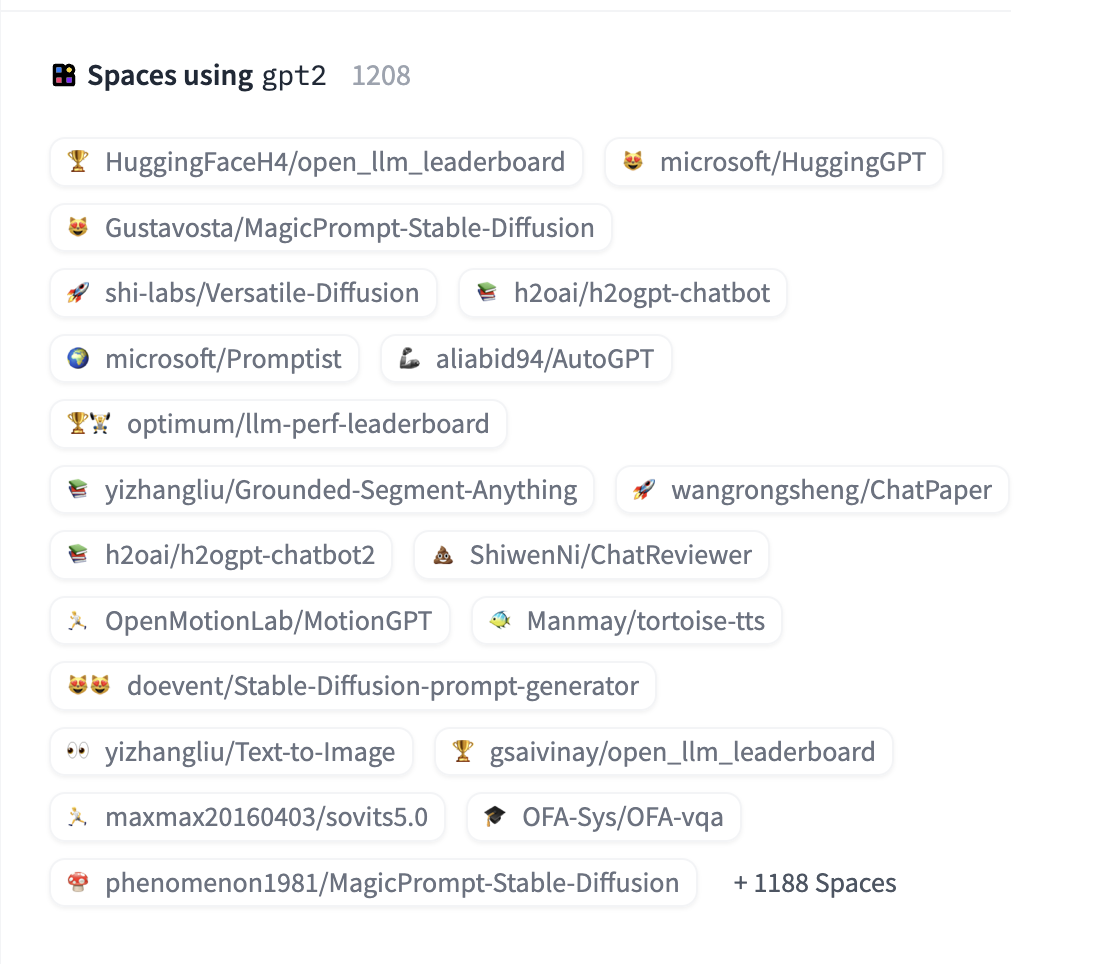 Spaces using gpt2 1208
HuggingFaceH4/open_llm_leaderboard microsoft/HuggingGPT
Gustavosta/MagicPrompt-Stable-Diffusion
shi-labs/Versatile-Diffusion h2oai/h2ogpt-chatbot
microsoft/Promptist aliabid94/AutoGPT
optimum/llm-perf-leaderboard
yizhangliu/Grounded-Segment-Anything wangrongsheng/ChatPaper
h2oai/h2ogpt-chatbot2 ShiwenNi/ChatReviewer
OpenMotionLab/MotionGPT Manmay/tortoise-tts
doevent/Stable-Diffusion-prompt-generator
yizhangliu/Text-to-Image gsaivinay/open_llm_leaderboard
maxmax20160403/sovits5.0 OFA-Sys/OFA-vqa
phenomenon1981/MagicPrompt-Stable-Diffusion + 1188 Spaces